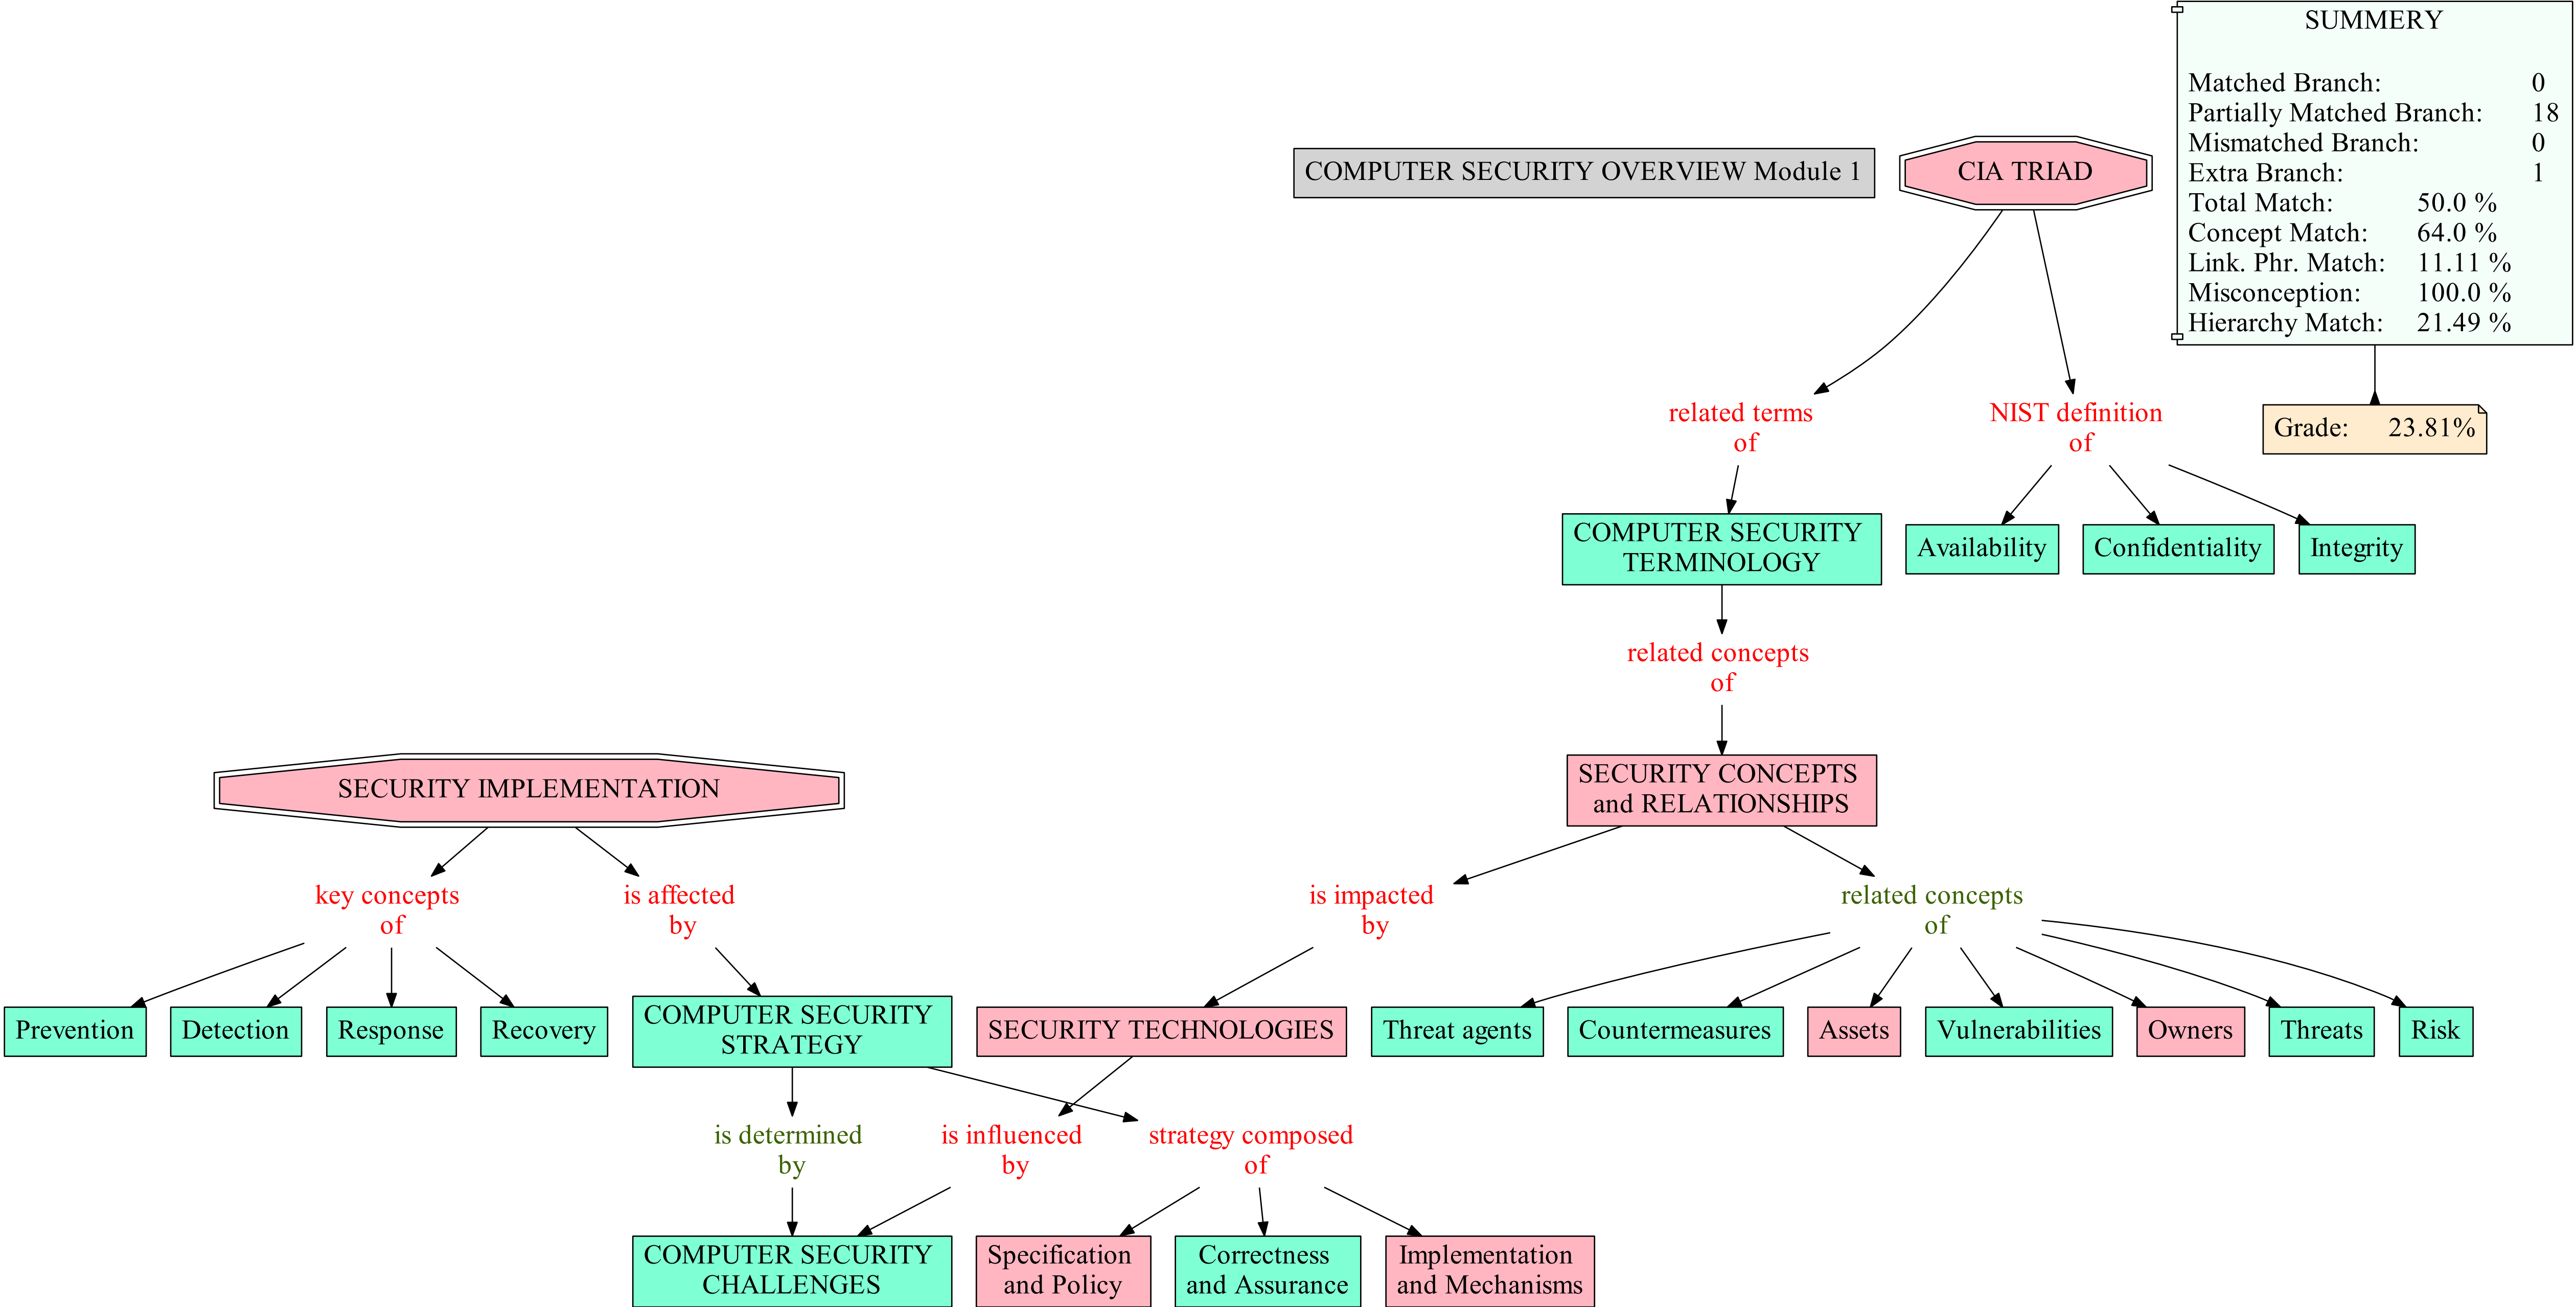 SUMMERY
Matched Branch: 0
Partially Matched Branch: 18
Mismatched Branch: 0
Extra Branch: 1
Total Match: 50.0 %
Concept Match: 64.0 %
Link. Phr. Match: 11.11 %
Misconception: 100.0 %
Hierarchy Match: 21.49 %
COMPUTER SECURITY OVERVIEW Module 1
CIA TRIAD
related terms
of
NIST definition
of
Grade: 23.81%
COMPUTER SECURITY
TERMINOLOGY
Availability
Confidentiality
Integrity
related concepts
of
SECURITY IMPLEMENTATION
SECURITY CONCEPTS
and RELATIONSHIPS
key concepts
of
is affected
by
is impacted
by
related concepts
of
Prevention
Detection
Response
Recovery
COMPUTER SECURITY
STRATEGY
SECURITY TECHNOLOGIES
Threat agents
Countermeasures
Assets
Vulnerabilities
Owners
Threats
Risk
is determined
by
is influenced
by
strategy composed
of
COMPUTER SECURITY
CHALLENGES
Specification
and Policy
Correctness
and Assurance
Implementation
and Mechanisms